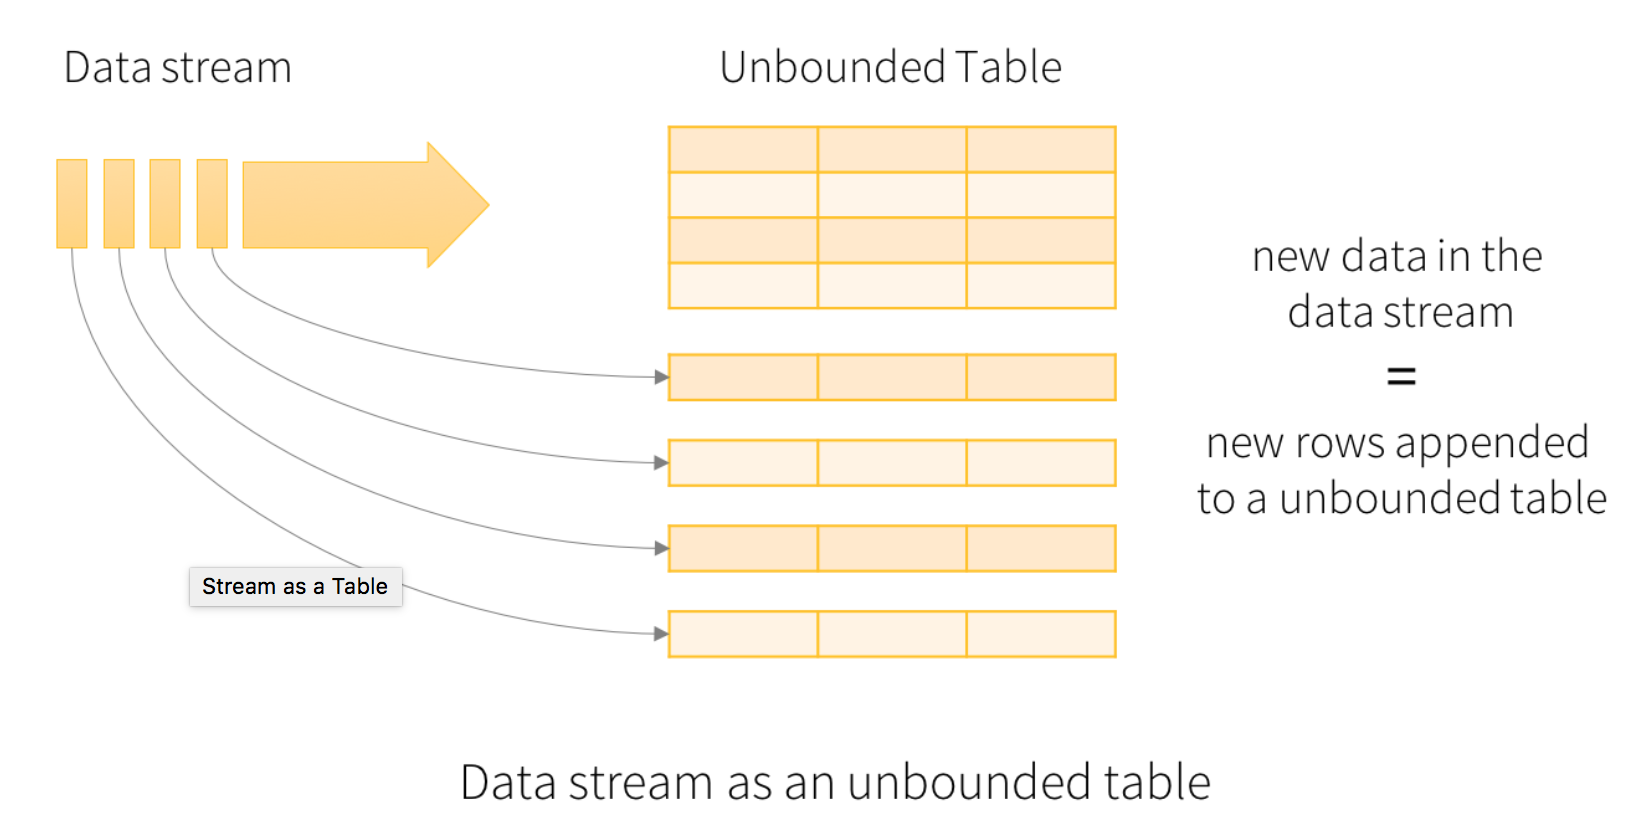 Data stream
Unbounded Table
new data in the
data stream
=
new rows appended
to a unbounded table
Stream as a Table
Data stream as an unbounded table